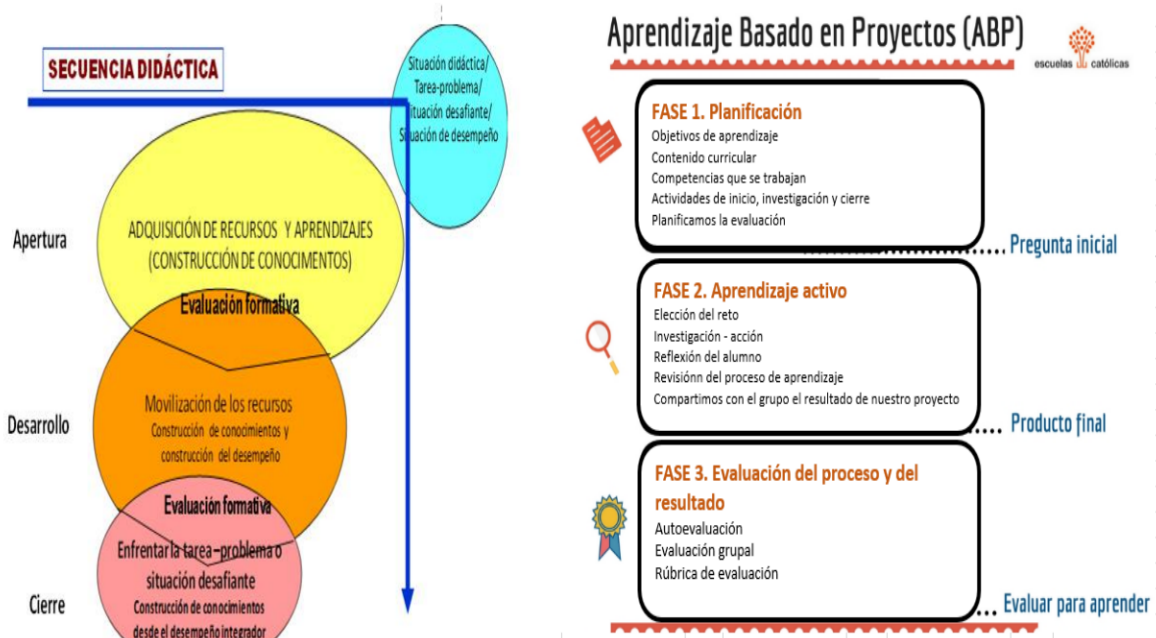 SECUENCIA DIDÁCTICA
Situación didáctica/
Tarea-problema/
Situación desafiante/
Situación de desempeño
Apertura
ADQUISICIÓN DE RECURSOS Y APRENDIZAJES
(CONSTRUCCIÓN DE CONOCIMIENTOS)
Evaluación formativa
Desarrollo
Movilización de los recursos
Construcción de conocimientos y
construcción del desempeño
Evaluación formativa
Enfrentar la tarea –problema o
situación desafiante
Cierre
Construcción de conocimientos
desde el desempeño integrador
Aprendizaje Basado en Proyectos (ABP)
escuelas católicas
FASE 1. Planificación
Objetivos de aprendizaje
Contenido curricular
Competencias que se trabajan
Actividades de inicio, investigación y cierre
Planificamos la evaluación
Pregunta inicial
FASE 2. Aprendizaje activo
Elección del reto
Investigación - acción
Reflexión del alumno
Revisiónn del proceso de aprendizaje
Compartimos con el grupo el resultado de nuestro proyecto
Producto final
FASE 3. Evaluación del proceso y del
resultado
Autoevaluación
Evaluación grupal
Rúbrica de evaluación
Evaluar para aprender